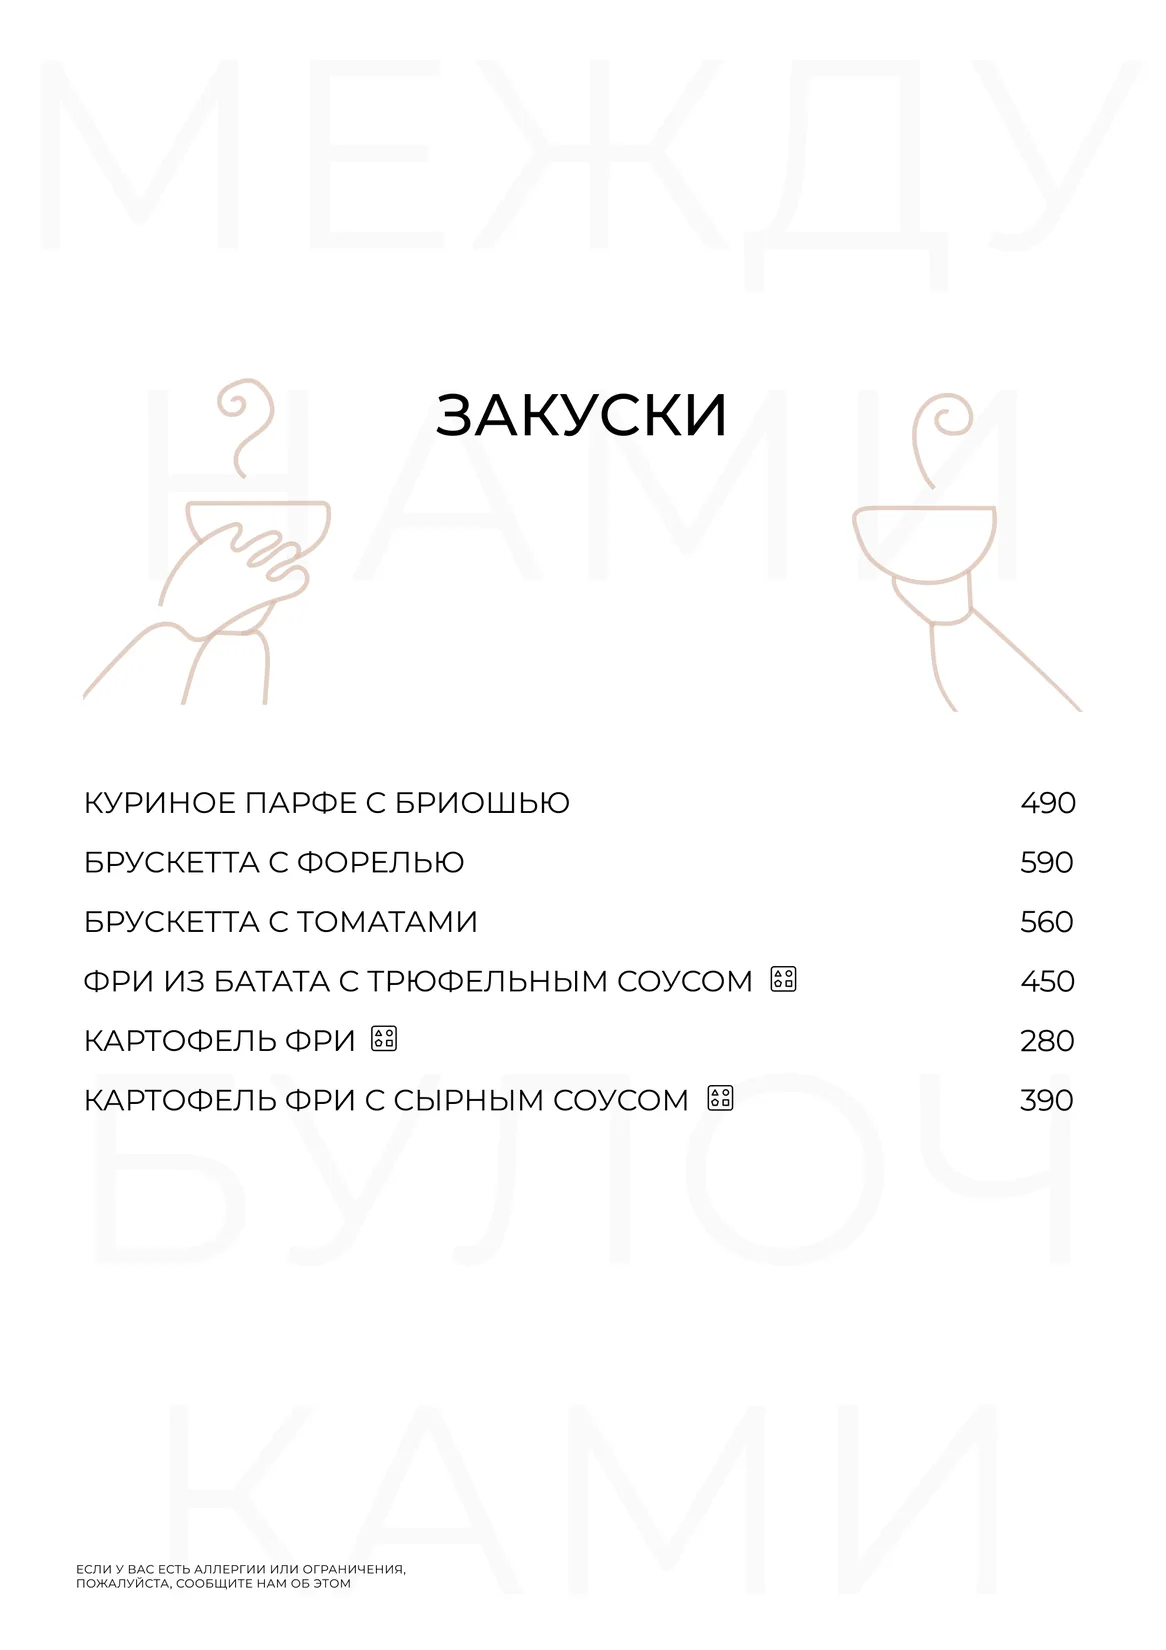 МЕЖДУ
НАМИ
ЗАКУСКИ
КУРИНОЕ ПАРФЕ С БРИОШЬЮ 490
БРУСКЕТТА С ФОРЕЛЬЮ 590
БРУСКЕТТА С ТОМАТАМИ 560
ФРИ ИЗ БАТАТА С ТРЮФЕЛЬНЫМ СОУСОМ 450
КАРТОФЕЛЬ ФРИ 280
КАРТОФЕЛЬ ФРИ С СЫРНЫМ СОУСОМ 390
БУЛОЧ
КАМИ
ЕСЛИ У ВАС ЕСТЬ АЛЛЕРГИИ ИЛИ ОГРАНИЧЕНИЯ,
ПОЖАЛУЙСТА, СООБЩИТЕ НАМ ОБ ЭТОМ